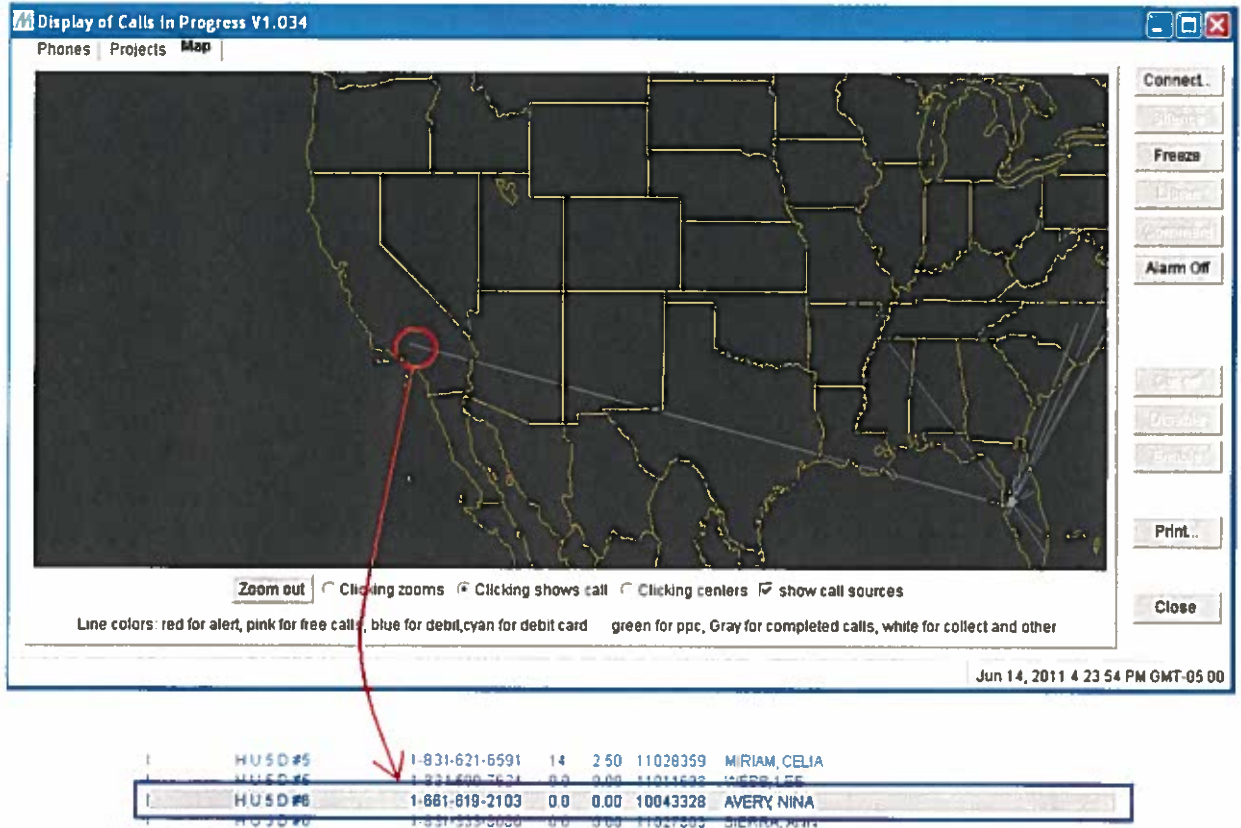 Display of Calls In Progress V1.034
Phones Projects Map
Connect..
Freeze
Alarm Off
Print...
Close
Zoom out Clicking zooms Clicking shows call Clicking centers show call sources
Line colors: red for alert, pink for free calls, blue for debit,cyan for debit card green for ppc, Gray for completed calls, white for collect and other
Jun 14, 2011 4 23 54 PM GMT-05 00
H U 5 D #5 1-831-621-6591 14 2 50 11028359 MIRIAM, CELIA
H U 5 D #6 1-661-619-2103 0.0 0.00 10043328 AVERY, NINA